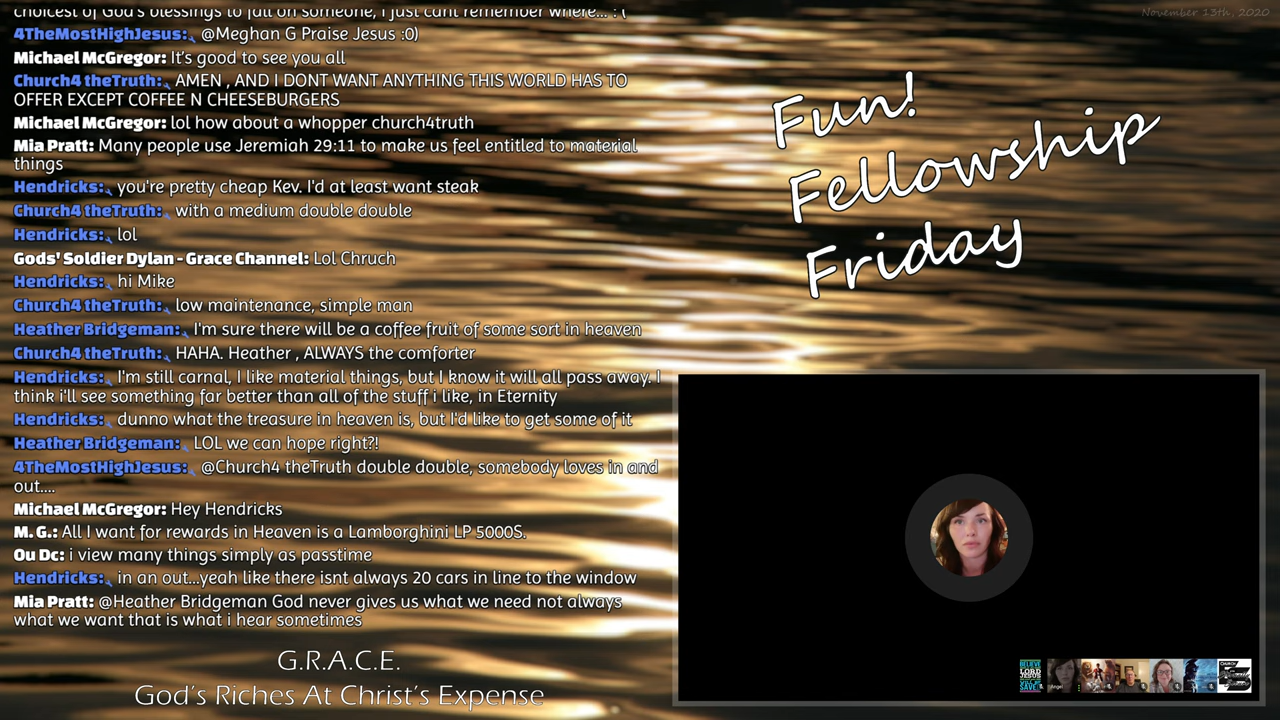 choicest of God's blessings to fall on someone, i just cant remember where... :'(
4TheMostHighJesus: @Meghan G Praise Jesus :0)
Michael McGregor: It's good to see you all
Church4 theTruth: AMEN , AND I DONT WANT ANYTHING THIS WORLD HAS TO
OFFER EXCEPT COFFEE N CHEESEBURGERS
Michael McGregor: lol how about a whopper church4truth
Mia Pratt: Many people use Jeremiah 29:11 to make us feel entitled to material
things
Hendricks: you're pretty cheap Kev. I'd at least want steak
Church4 theTruth: with a medium double double
Hendricks: lol
Gods' Soldier Dylan - Grace Channel: Lol Chruch
Hendricks: hi Mike
Church4 theTruth: low maintenance, simple man
Heather Bridgeman: I'm sure there will be a coffee fruit of some sort in heaven
Church4 theTruth: HAHA. Heather , ALWAYS the comforter
Hendricks: I'm still carnal, I like material things, but I know it will all pass away. I
think i'll see something far better than all of the stuff i like, in Eternity
Hendricks: dunno what the treasure in heaven is, but I'd like to get some of it
Heather Bridgeman: LOL we can hope right?!
4TheMostHighJesus: @Church4 theTruth double double, somebody loves in and
out....
Michael McGregor: Hey Hendricks
M. G.: All I want for rewards in Heaven is a Lamborghini LP 5000S.
Ou Dc: i view many things simply as passtime
Hendricks: in an out...yeah like there isnt always 20 cars in line to the window
Mia Pratt: @Heather Bridgeman God never gives us what we need not always
what we want that is what i hear sometimes
G.R.A.C.E.
God's Riches At Christ's Expense
November 13th, 2020
Fun!
Fellowship
Friday
BELIEVE
LORD
JESUS
SAVE
Angel
CHURCH